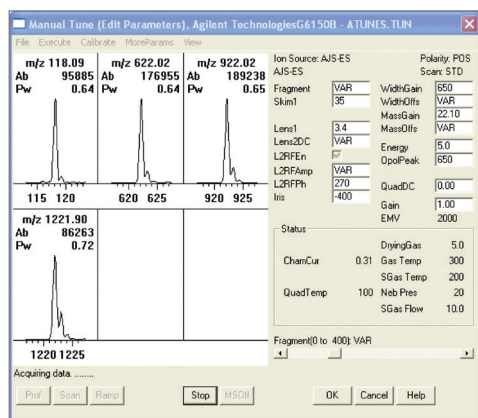 Manual Tune (Edit Parameters), Agilent TechnologiesG6150B - ATUNES.TUN
File Execute Calibrate MoreParams View
m/z 118.09
Ab 95885
Pw 0.64
115 120
m/z 622.02
Ab 176955
Pw 0.64
620 625
m/z 922.02
Ab 189238
Pw 0.65
920 925
m/z 1221.90
Ab 86263
Pw 0.72
1220 1225
Ion Source: AJS-ES Polarity: POS
AJS-ES Scan: STD
Fragment VAR
Skim1 35
Lens1 3.4
Lens2DC VAR
L2RFEn
L2RFAmp VAR
L2RFPh 270
Iris -400
WidthGain 650
WidthOffs VAR
MassGain 22.10
MassOffs VAR
Energy 5.0
OpolPeak 650
QuadDC 0.00
Gain 1.00
EMV 2000
Status
DryingGas 5.0
ChamCur 0.31 Gas Temp 300
SGas Temp 200
QuadTemp 100 Neb Pres 20
SGas Flow 10.0
Fragment(0 to 400): VAR
Acquiring data. ........
Prof Scan Ramp Stop MSOff OK Cancel Help